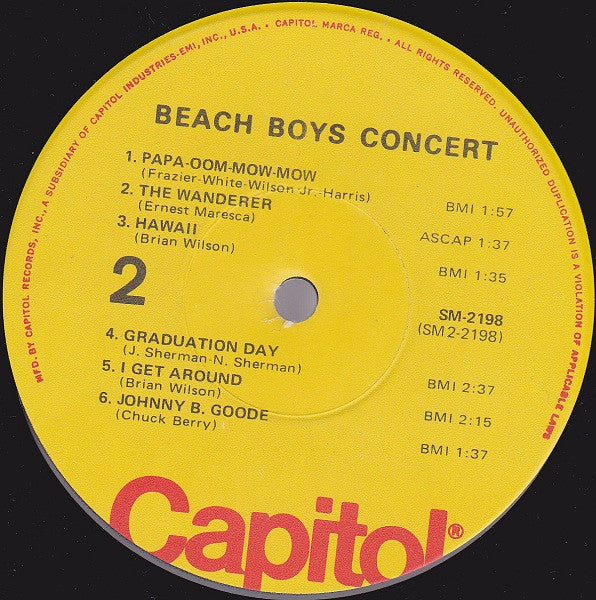 MFD. BY CAPITOL RECORDS, INC., A SUBSIDIARY OF CAPITOL INDUSTRIES-EMI, INC., U.S.A. • CAPITOL MARCA REG. • ALL RIGHTS RESERVED. UNAUTHORIZED DUPLICATION IS A VIOLATION OF APPLICABLE LAWS
BEACH BOYS CONCERT
1. PAPA-OOM-MOW-MOW
(Frazier-White-Wilson Jr.-Harris) BMI 1:57
2. THE WANDERER
(Ernest Maresca) ASCAP 1:37
3. HAWAII
(Brian Wilson) BMI 1:35
2
SM-2198
(SM2-2198)
4. GRADUATION DAY
(J. Sherman-N. Sherman) BMI 2:37
5. I GET AROUND
(Brian Wilson) BMI 2:15
6. JOHNNY B. GOODE
(Chuck Berry) BMI 1:37
Capitol®